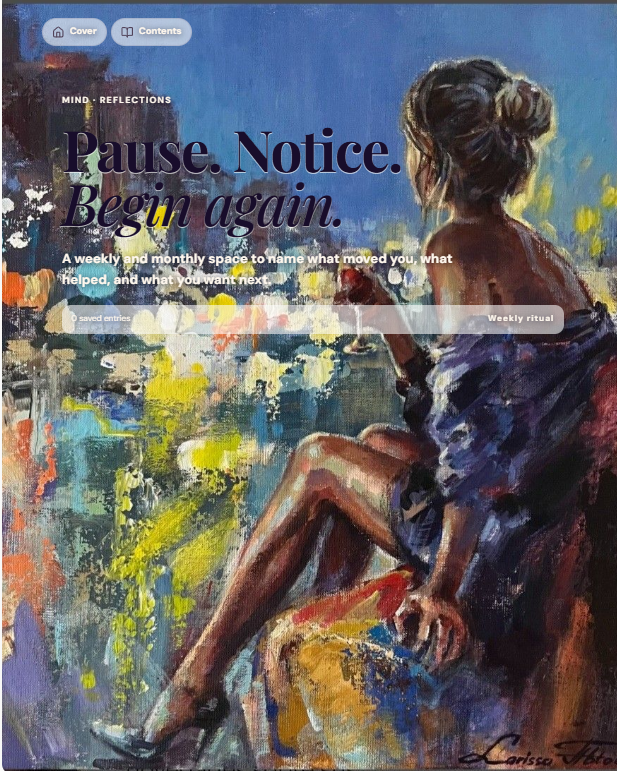 Cover
Contents
MIND · REFLECTIONS
Pause. Notice.
Begin again.
A weekly and monthly space to name what moved you, what
helped, and what you want next.
0 saved entries
Weekly ritual
Larissa